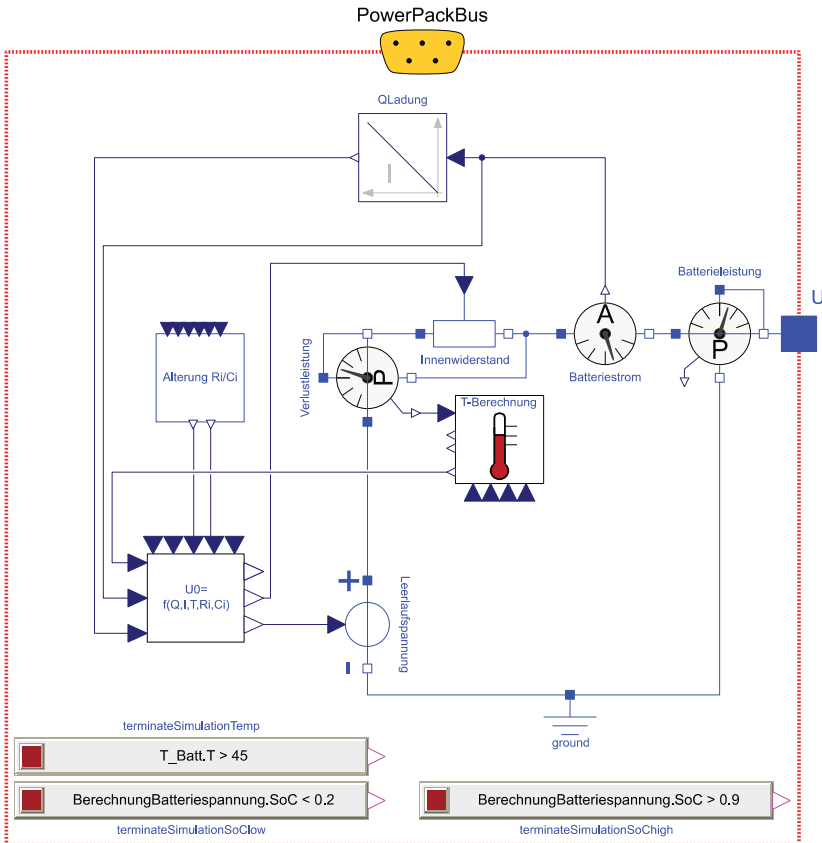 PowerPackBus
QLadung
I
Batterieleistung
U
A
P
Batteriestrom
Innenwiderstand
Verlustleistung
P
Alterung Ri/Ci
T-Berechnung
U0=
f(Q,I,T,Ri,Ci)
+
Leerlaufspannung
-
ground
terminateSimulationTemp
T_Batt.T > 45
BerechnungBatteriespannung.SoC < 0.2
terminateSimulationSoClow
BerechnungBatteriespannung.SoC > 0.9
terminateSimulationSoChigh